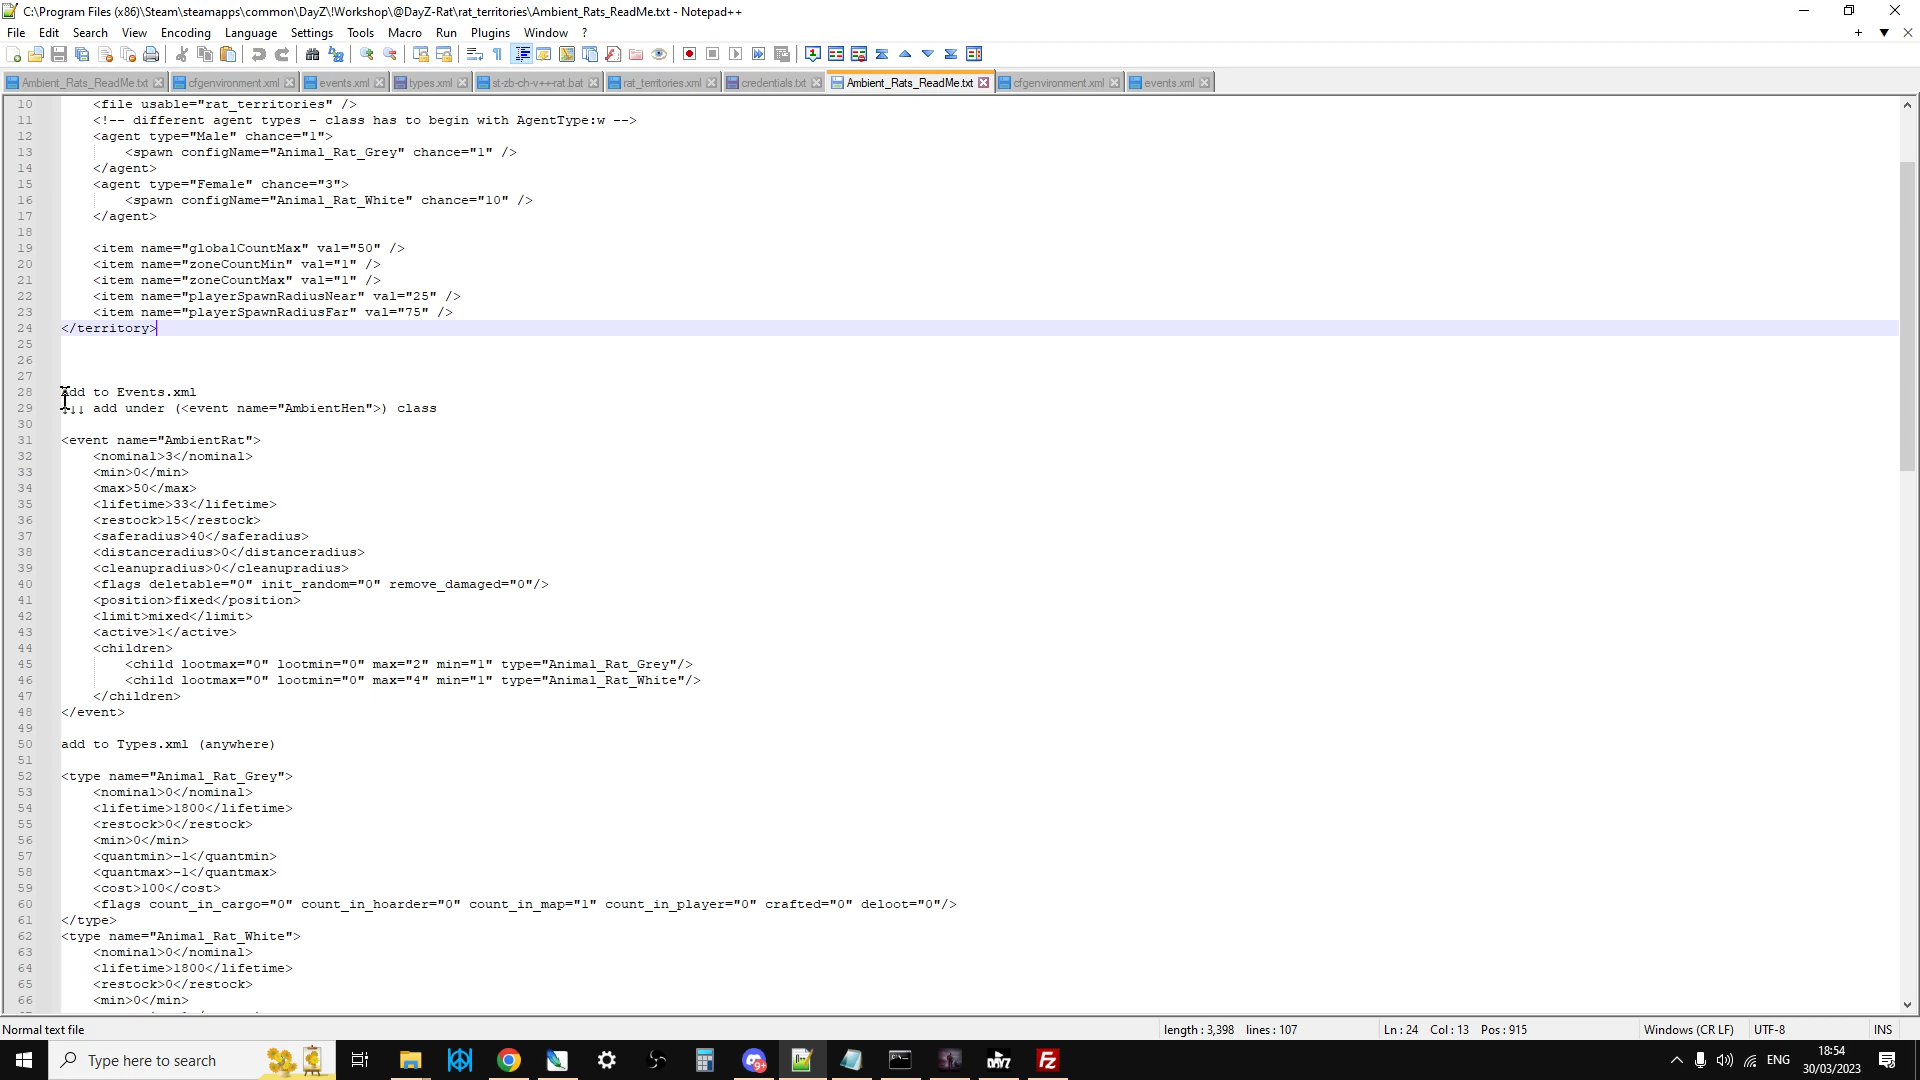 C:\Program Files (x86)\Steam\steamapps\common\DayZ\!Workshop\@DayZ-Rat\rat_territories\Ambient_Rats_ReadMe.txt - Notepad++
File Edit Search View Encoding Language Settings Tools Macro Run Plugins Window ?
Ambient_Rats_ReadMe.txt cfgenvironment.xml events.xml types.xml st-zb-ch-v+++-rat.bat rat_territories.xml credentials.txt Ambient_Rats_ReadMe.txt cfgenvironment.xml events.xml
10 <file usable="rat_territories" />
11 <!-- different agent types - class has to begin with AgentType:w -->
12 <agent type="Male" chance="1">
13 <spawn configName="Animal_Rat_Grey" chance="1" />
14 </agent>
15 <agent type="Female" chance="3">
16 <spawn configName="Animal_Rat_White" chance="10" />
17 </agent>
18
19 <item name="globalCountMax" val="50" />
20 <item name="zoneCountMin" val="1" />
21 <item name="zoneCountMax" val="1" />
22 <item name="playerSpawnRadiusNear" val="25" />
23 <item name="playerSpawnRadiusFar" val="75" />
24 </territory>
25
26
27
28 add to Events.xml
29 ↓↓↓ add under (<event name="AmbientHen">) class
30
31 <event name="AmbientRat">
32 <nominal>3</nominal>
33 <min>0</min>
34 <max>50</max>
35 <lifetime>33</lifetime>
36 <restock>15</restock>
37 <saferadius>40</saferadius>
38 <distanceradius>0</distanceradius>
39 <cleanupradius>0</cleanupradius>
40 <flags deletable="0" init_random="0" remove_damaged="0"/>
41 <position>fixed</position>
42 <limit>mixed</limit>
43 <active>1</active>
44 <children>
45 <child lootmax="0" lootmin="0" max="2" min="1" type="Animal_Rat_Grey"/>
46 <child lootmax="0" lootmin="0" max="4" min="1" type="Animal_Rat_White"/>
47 </children>
48 </event>
49
50 add to Types.xml (anywhere)
51
52 <type name="Animal_Rat_Grey">
53 <nominal>0</nominal>
54 <lifetime>1800</lifetime>
55 <restock>0</restock>
56 <min>0</min>
57 <quantmin>-1</quantmin>
58 <quantmax>-1</quantmax>
59 <cost>100</cost>
60 <flags count_in_cargo="0" count_in_hoarder="0" count_in_map="1" count_in_player="0" crafted="0" deloot="0"/>
61 </type>
62 <type name="Animal_Rat_White">
63 <nominal>0</nominal>
64 <lifetime>1800</lifetime>
65 <restock>0</restock>
66 <min>0</min>
Normal text file length : 3,398 lines : 107 Ln : 24 Col : 13 Pos : 915 Windows (CR LF) UTF-8 INS
Type here to search ENG 18:54
30/03/2023